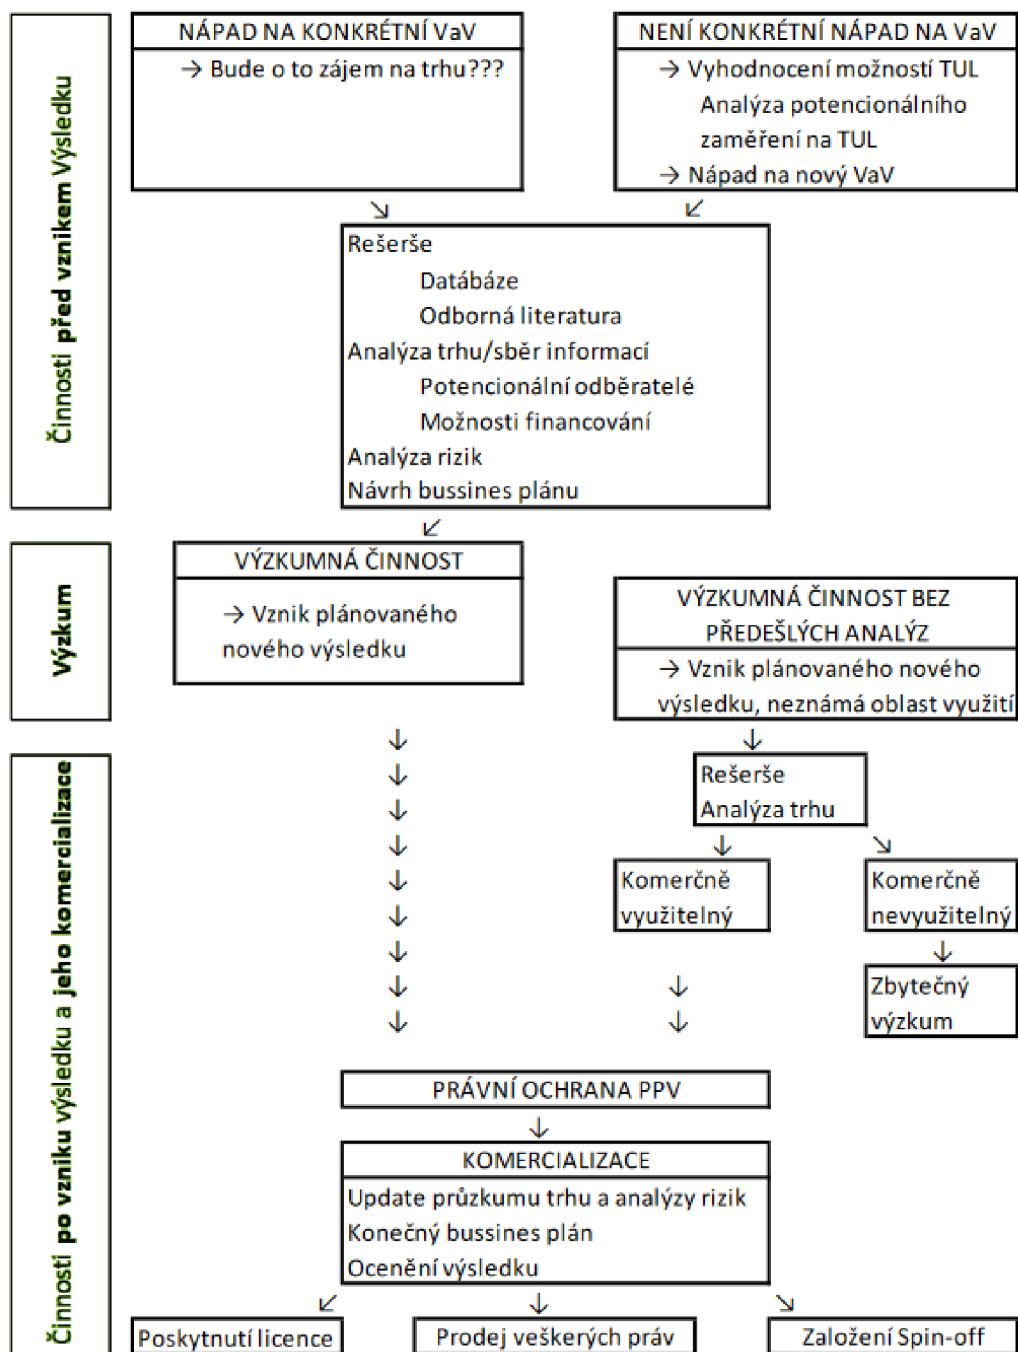 Činnosti před vznikem Výsledku
NÁPAD NA KONKRÉTNÍ VaV
→ Bude o to zájem na trhu???
NENÍ KONKRÉTNÍ NÁPAD NA VaV
→ Vyhodnocení možností TUL
Analýza potencionálního
zaměření na TUL
→ Nápad na nový VaV
↘ ↙
Rešerše
Datábáze
Odborná literatura
Analýza trhu/sběr informací
Potencionální odběratelé
Možnosti financování
Analýza rizik
Návrh bussines plánu
↙
Výzkum
VÝZKUMNÁ ČINNOST
→ Vznik plánovaného
nového výsledku
VÝZKUMNÁ ČINNOST BEZ
PŘEDEŠLÝCH ANALÝZ
→ Vznik plánovaného nového
výsledku, neznámá oblast využití
Činnosti po vzniku výsledku a jeho komercializace
↓ ↓
↓
↓
↓
↓
↓
↓
↓
↓
Rešerše
Analýza trhu
↓ ↘
Komerčně
využitelný
Komerčně
nevyužitelný
↓
↓
↓
Zbytečný
výzkum
PRÁVNÍ OCHRANA PPV
↓
KOMERCIALIZACE
Update průzkumu trhu a analýzy rizik
Konečný bussines plán
Ocenění výsledku
↙ ↓ ↘
Poskytnutí licence
Prodej veškerých práv
Založení Spin-off